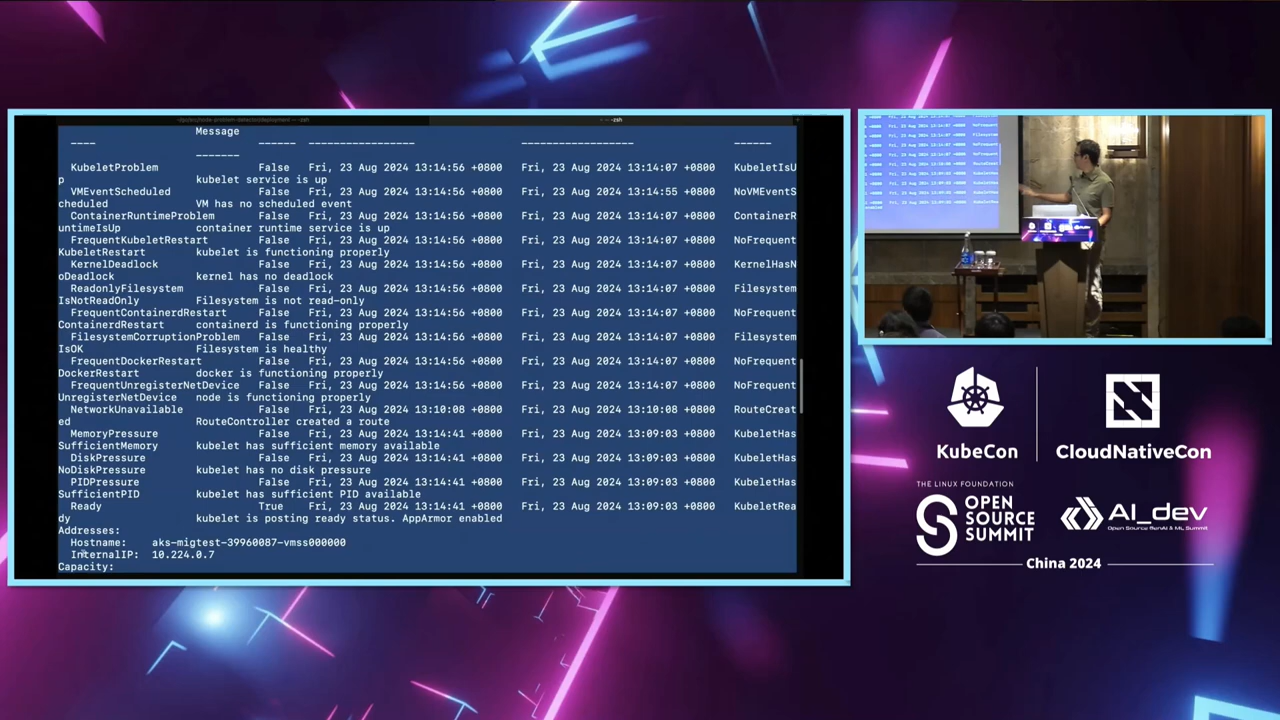 Message
---- ------ ----------------- ----------------- ------
-------
KubeletProblem False Fri, 23 Aug 2024 13:14:56 +0800 Fri, 23 Aug 2024 13:14:07 +0800 KubeletIsU
p kubelet service is up
VMEventScheduled False Fri, 23 Aug 2024 13:14:56 +0800 Fri, 23 Aug 2024 13:14:55 +0800 NoVMEventS
cheduled VM has no scheduled event
ContainerRuntimeProblem False Fri, 23 Aug 2024 13:14:56 +0800 Fri, 23 Aug 2024 13:14:07 +0800 ContainerR
untimeIsUp container runtime service is up
FrequentKubeletRestart False Fri, 23 Aug 2024 13:14:56 +0800 Fri, 23 Aug 2024 13:14:07 +0800 NoFrequent
KubeletRestart kubelet is functioning properly
KernelDeadlock False Fri, 23 Aug 2024 13:14:56 +0800 Fri, 23 Aug 2024 13:14:07 +0800 KernelHasN
oDeadlock kernel has no deadlock
ReadonlyFilesystem False Fri, 23 Aug 2024 13:14:56 +0800 Fri, 23 Aug 2024 13:14:07 +0800 Filesystem
IsNotReadOnly Filesystem is not read-only
FrequentContainerdRestart False Fri, 23 Aug 2024 13:14:56 +0800 Fri, 23 Aug 2024 13:14:07 +0800 NoFrequent
ContainerdRestart containerd is functioning properly
FilesystemCorruptionProblem False Fri, 23 Aug 2024 13:14:56 +0800 Fri, 23 Aug 2024 13:14:07 +0800 Filesystem
IsOK Filesystem is healthy
FrequentDockerRestart False Fri, 23 Aug 2024 13:14:56 +0800 Fri, 23 Aug 2024 13:14:07 +0800 NoFrequent
DockerRestart docker is functioning properly
FrequentUnregisterNetDevice False Fri, 23 Aug 2024 13:14:56 +0800 Fri, 23 Aug 2024 13:14:07 +0800 NoFrequent
UnregisterNetDevice node is functioning properly
NetworkUnavailable False Fri, 23 Aug 2024 13:10:08 +0800 Fri, 23 Aug 2024 13:10:08 +0800 RouteCreat
ed RouteController created a route
MemoryPressure False Fri, 23 Aug 2024 13:14:41 +0800 Fri, 23 Aug 2024 13:09:03 +0800 KubeletHas
SufficientMemory kubelet has sufficient memory available
DiskPressure False Fri, 23 Aug 2024 13:14:41 +0800 Fri, 23 Aug 2024 13:09:03 +0800 KubeletHas
NoDiskPressure kubelet has no disk pressure
PIDPressure False Fri, 23 Aug 2024 13:14:41 +0800 Fri, 23 Aug 2024 13:09:03 +0800 KubeletHas
SufficientPID kubelet has sufficient PID available
Ready True Fri, 23 Aug 2024 13:14:41 +0800 Fri, 23 Aug 2024 13:09:03 +0800 KubeletRea
dy kubelet is posting ready status. AppArmor enabled
Addresses:
Hostname: aks-migtest-39960087-vmss000000
InternalIP: 10.224.0.7
Capacity:
KubeCon
CloudNativeCon
THE LINUX FOUNDATION
OPEN
SOURCE
SUMMIT
AI_dev
Open Source GenAI & ML Summit
China 2024